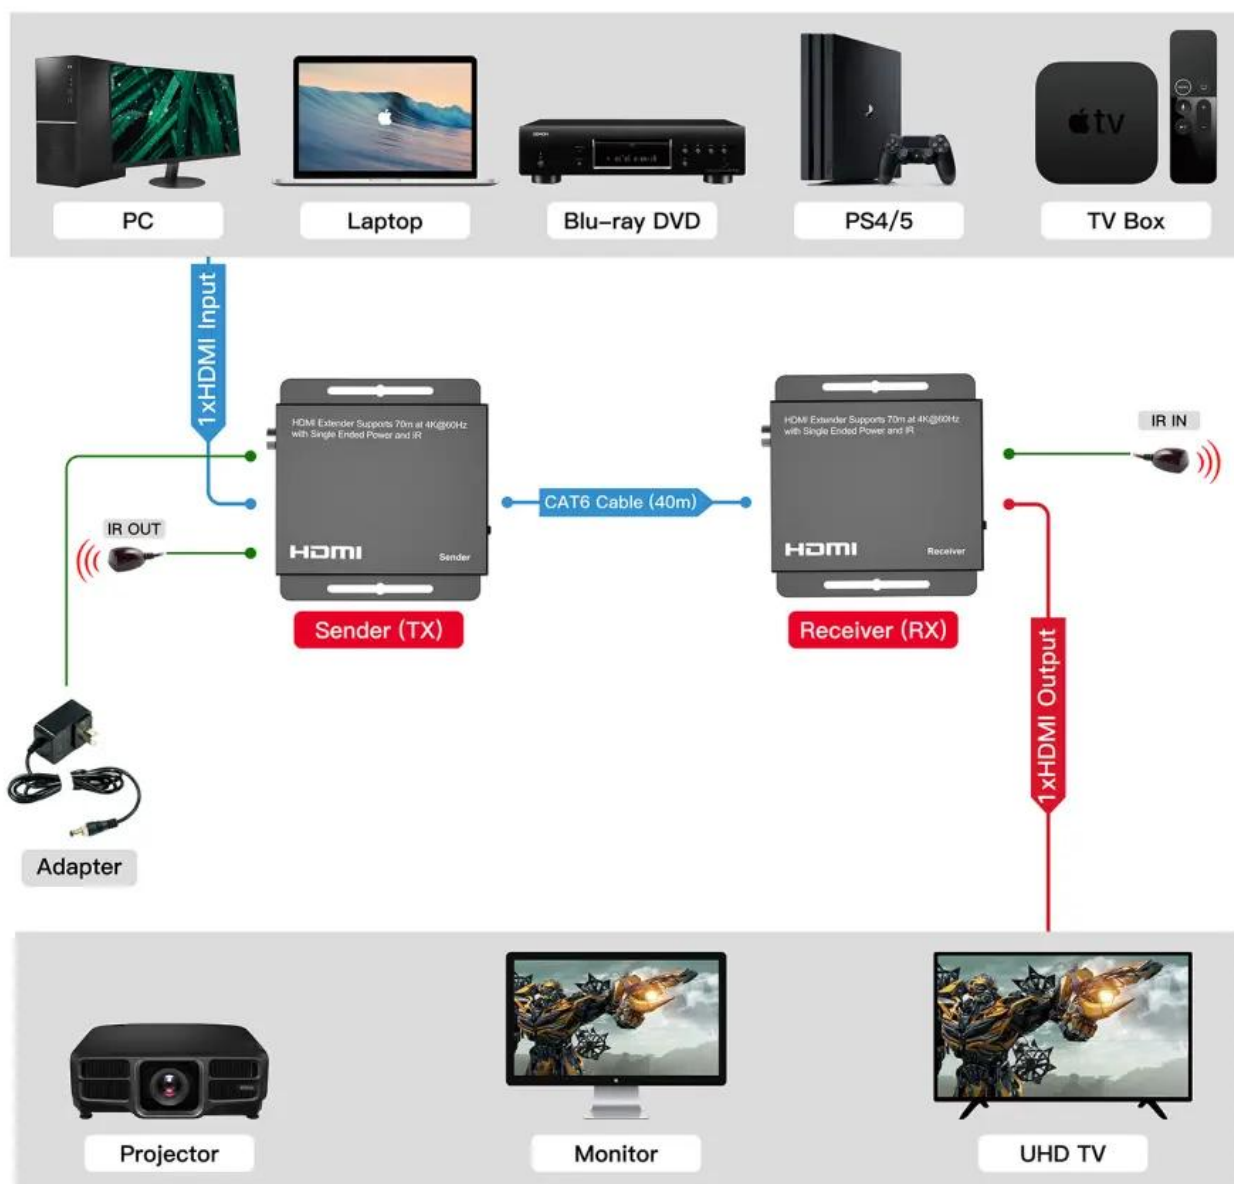 DENON
tv
PC
Laptop
Blu-ray DVD
PS4/5
TV Box
1xHDMI Input
HDMI Extender Supports 70m at 4K@60Hz
with Single Ended Power and IR
HDMI
Sender
Sender (TX)
IR OUT
CAT6 Cable (40m)
HDMI Extender Supports 70m at 4K@60Hz
with Single Ended Power and IR
HDMI
Receiver
Receiver (RX)
IR IN
1xHDMI Output
Adapter
Projector
Monitor
UHD TV